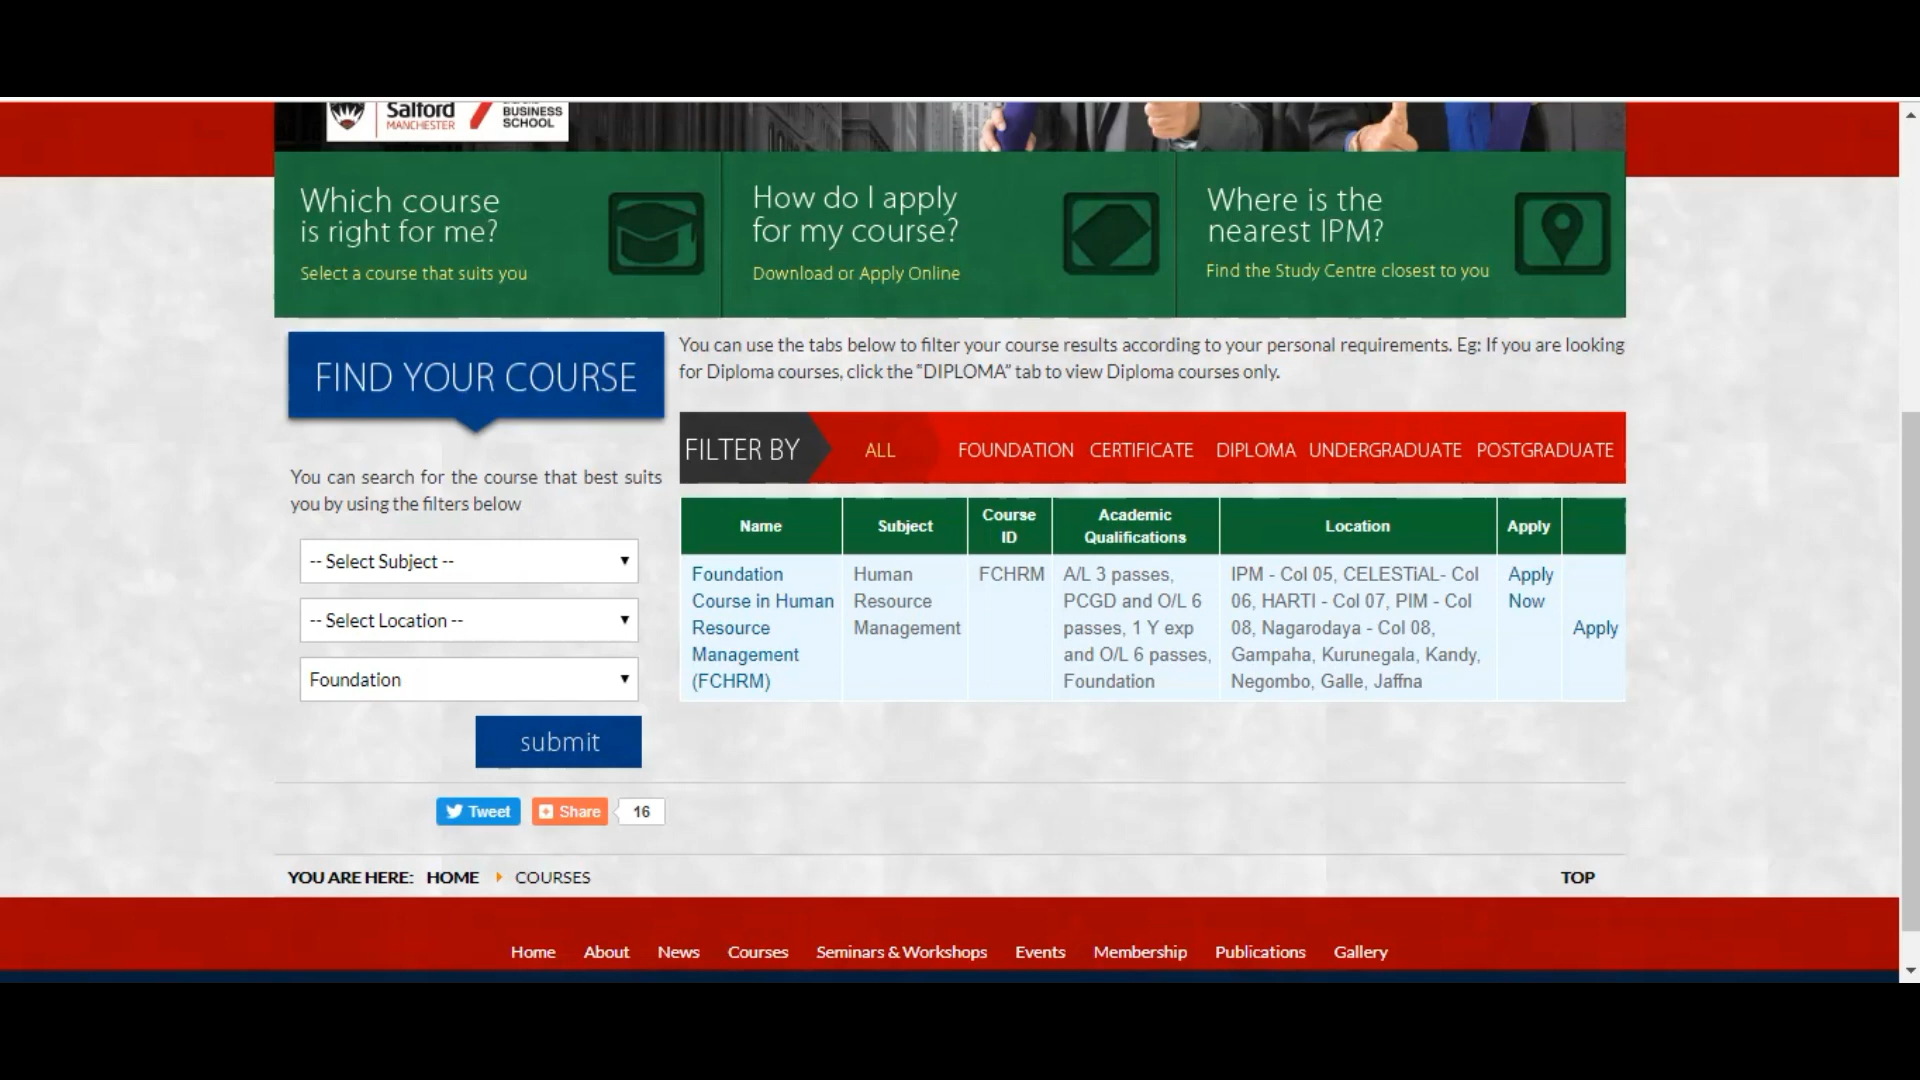 Salford
MANCHESTER
BUSINESS
SCHOOL
Which course
is right for me?
Select a course that suits you
How do I apply
for my course?
Download or Apply Online
Where is the
nearest IPM?
Find the Study Centre closest to you
FIND YOUR COURSE
You can search for the course that best suits
you by using the filters below
-- Select Subject --
-- Select Location --
Foundation
submit
Tweet
Share
16
You can use the tabs below to filter your course results according to your personal requirements. Eg: If you are looking
for Diploma courses, click the "DIPLOMA" tab to view Diploma courses only.
FILTER BY ALL FOUNDATION CERTIFICATE DIPLOMA UNDERGRADUATE POSTGRADUATE
Name
Subject
Course
ID
Academic
Qualifications
Location
Apply
Foundation
Course in Human
Resource
Management
(FCHRM)
Human
Resource
Management
FCHRM
A/L 3 passes,
PCGD and O/L 6
passes, 1 Y exp
and O/L 6 passes,
Foundation
IPM - Col 05, CELESTiAL- Col
06, HARTI - Col 07, PIM - Col
08, Nagarodaya - Col 08,
Gampaha, Kurunegala, Kandy,
Negombo, Galle, Jaffna
Apply
Now
Apply
YOU ARE HERE: HOME COURSES
TOP
Home About News Courses Seminars & Workshops Events Membership Publications Gallery